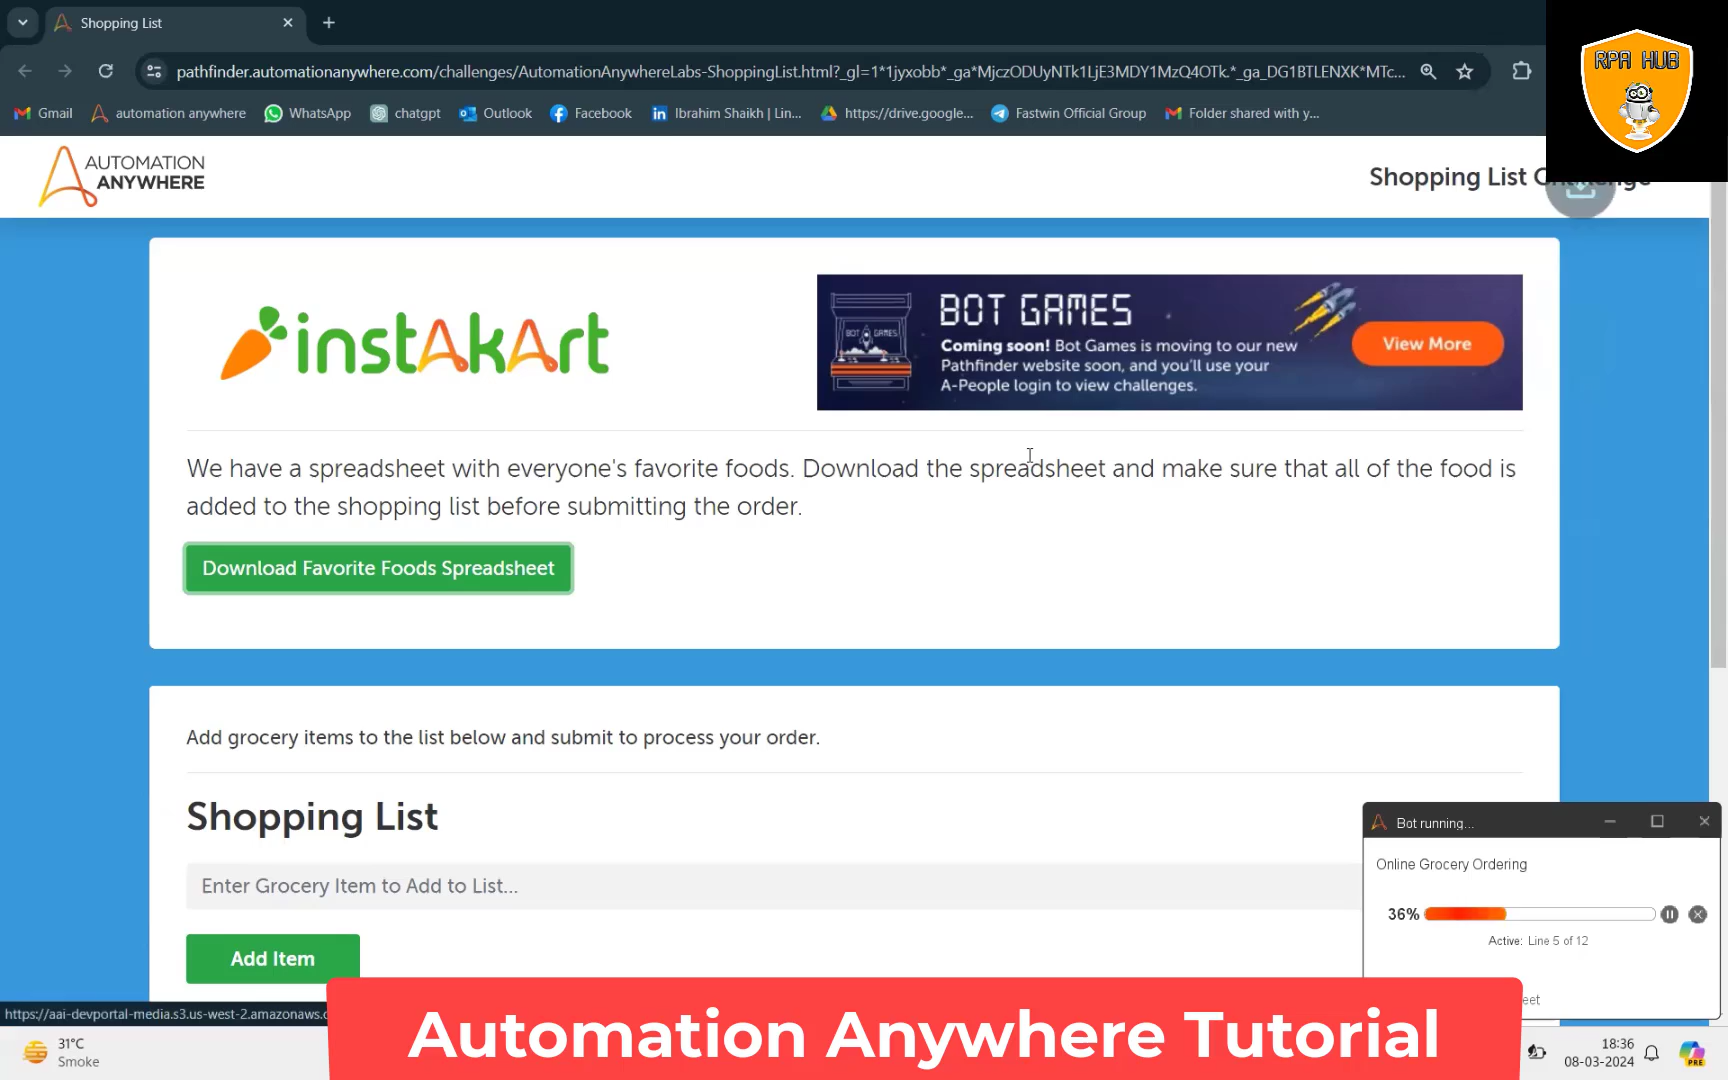 Shopping List
RPA HUB
pathfinder.automationanywhere.com/challenges/AutomationAnywhereLabs-ShoppingList.html?_gl=1*1jyxobb*_ga*MjczODUyNTk1LjE3MDY1MzQ4OTk.*_ga_DG1BTLENXK*MTc...
Gmail
automation anywhere
WhatsApp
chatgpt
Outlook
Facebook
Ibrahim Shaikh | Lin...
https://drive.google...
Fastwin Official Group
Folder shared with y...
AUTOMATION
ANYWHERE
Shopping List
instAkArt
BOT GAMES
BOT GAMES
Coming soon! Bot Games is moving to our new
Pathfinder website soon, and you'll use your
A-People login to view challenges.
View More
We have a spreadsheet with everyone's favorite foods. Download the spreadsheet and make sure that all of the food is
added to the shopping list before submitting the order.
Download Favorite Foods Spreadsheet
Add grocery items to the list below and submit to process your order.
Shopping List
Enter Grocery Item to Add to List...
Add Item
Bot running...
Online Grocery Ordering
36%
Active: Line 5 of 12
https://aai-devportal-media.s3.us-west-2.amazonaws.
Automation Anywhere Tutorial
31°C
Smoke
18:36
08-03-2024
PRE